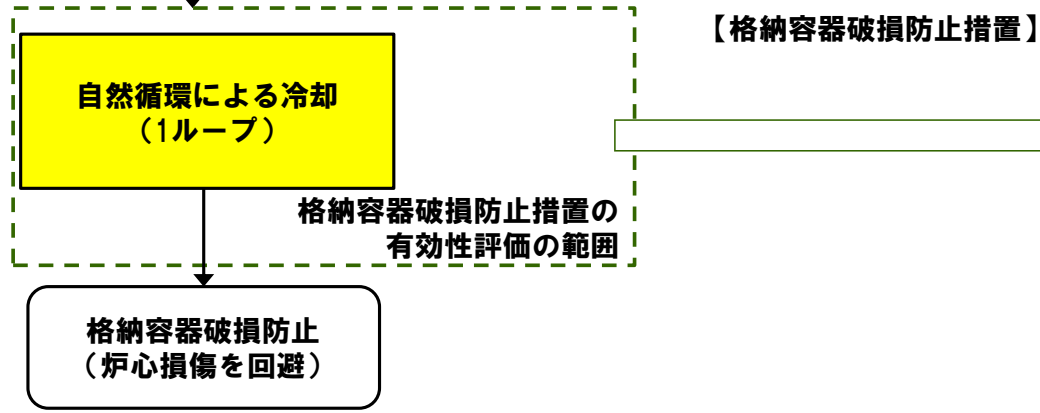 【格納容器破損防止措置】
自然循環による冷却
（1ループ）
格納容器破損防止措置の
有効性評価の範囲
格納容器破損防止
（炉心損傷を回避）